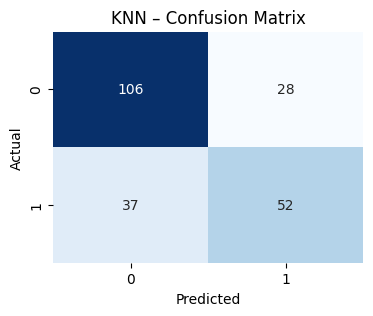 KNN – Confusion Matrix
Actual
0
106
28
1
37
52
0
1
Predicted